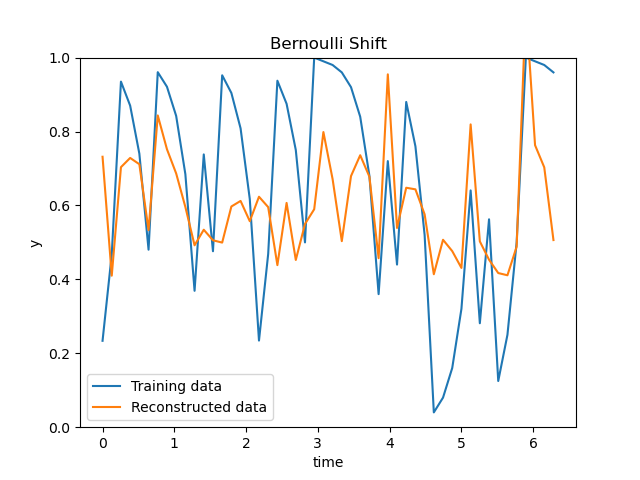 Bernoulli Shift
1.0
0.8
0.6
0.4
0.2
0.0
y
Training data
Reconstructed data
0 1 2 3 4 5 6
time